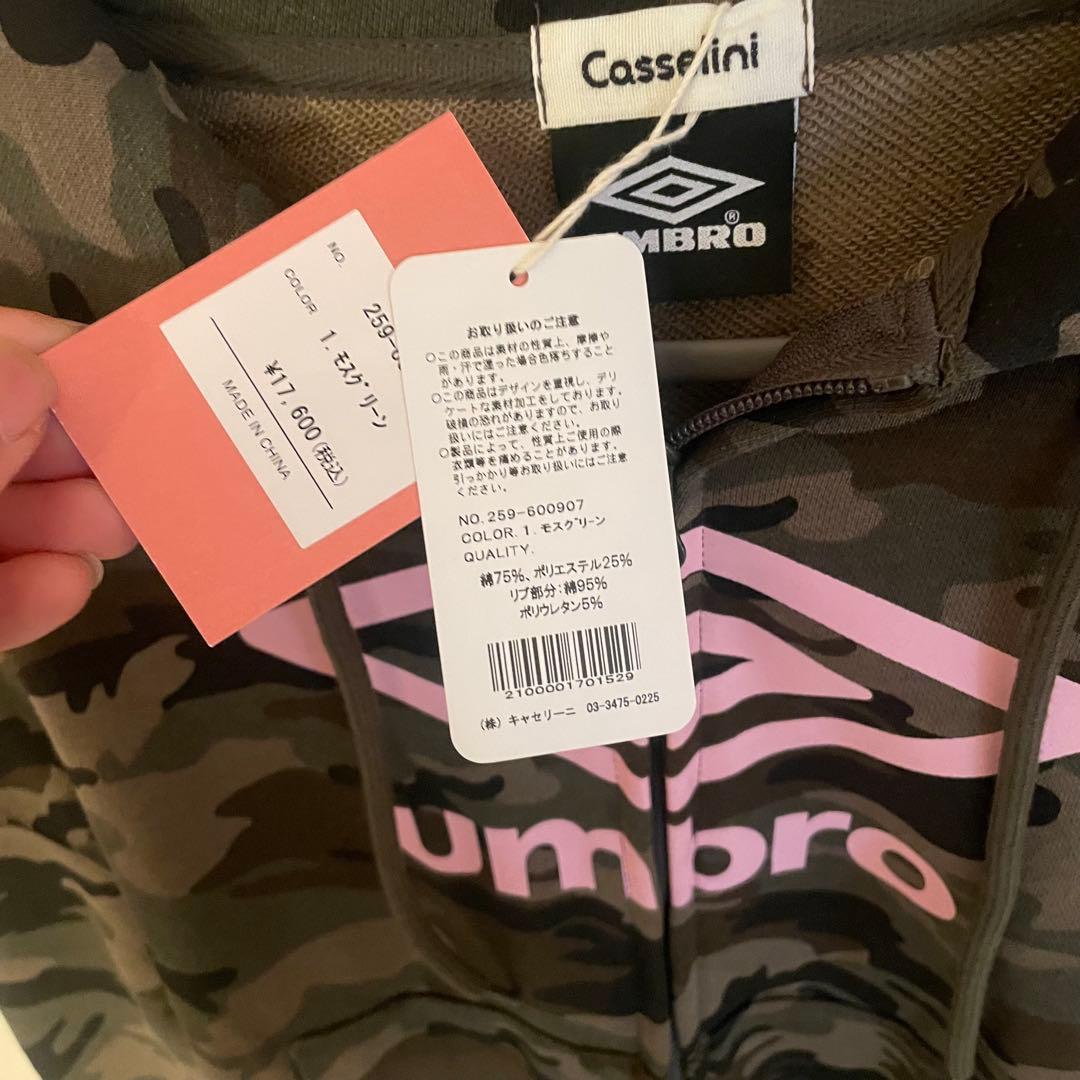 Casselini
UMBRO®
NO.
259-6
COLOR
1. モスグリーン
¥17,600(税込)
MADE IN CHINA
お取り扱いのご注意
○この商品は素材の性質上、摩擦や
雨・汗で湿った場合色落ちすること
があります。
○この商品はデザインを重視し、デリ
ケートな素材加工をしております。
破損の恐れがありますので、お取り
扱いにはご注意ください。
○製品によって、性質上ご使用の際
衣類等を痛めることがあります。
引っかかり等お取り扱いにはご注意
ください。
NO. 259-600907
COLOR. 1. モスグリーン
QUALITY.
綿75%、ポリエステル25%
リブ部分：綿95%
ポリウレタン5%
2100001701529
（株）キャセリーニ 03-3475-0225
umbro